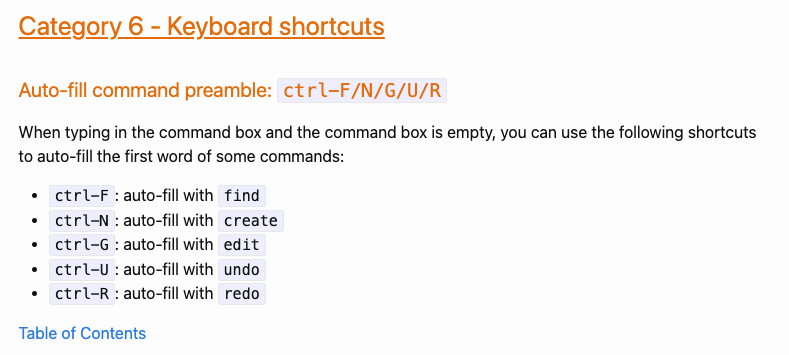 Category 6 - Keyboard shortcuts
Auto-fill command preamble: ctrl-F/N/G/U/R
When typing in the command box and the command box is empty, you can use the following shortcuts
to auto-fill the first word of some commands:
• ctrl-F: auto-fill with find
• ctrl-N: auto-fill with create
• ctrl-G: auto-fill with edit
• ctrl-U: auto-fill with undo
• ctrl-R: auto-fill with redo
Table of Contents